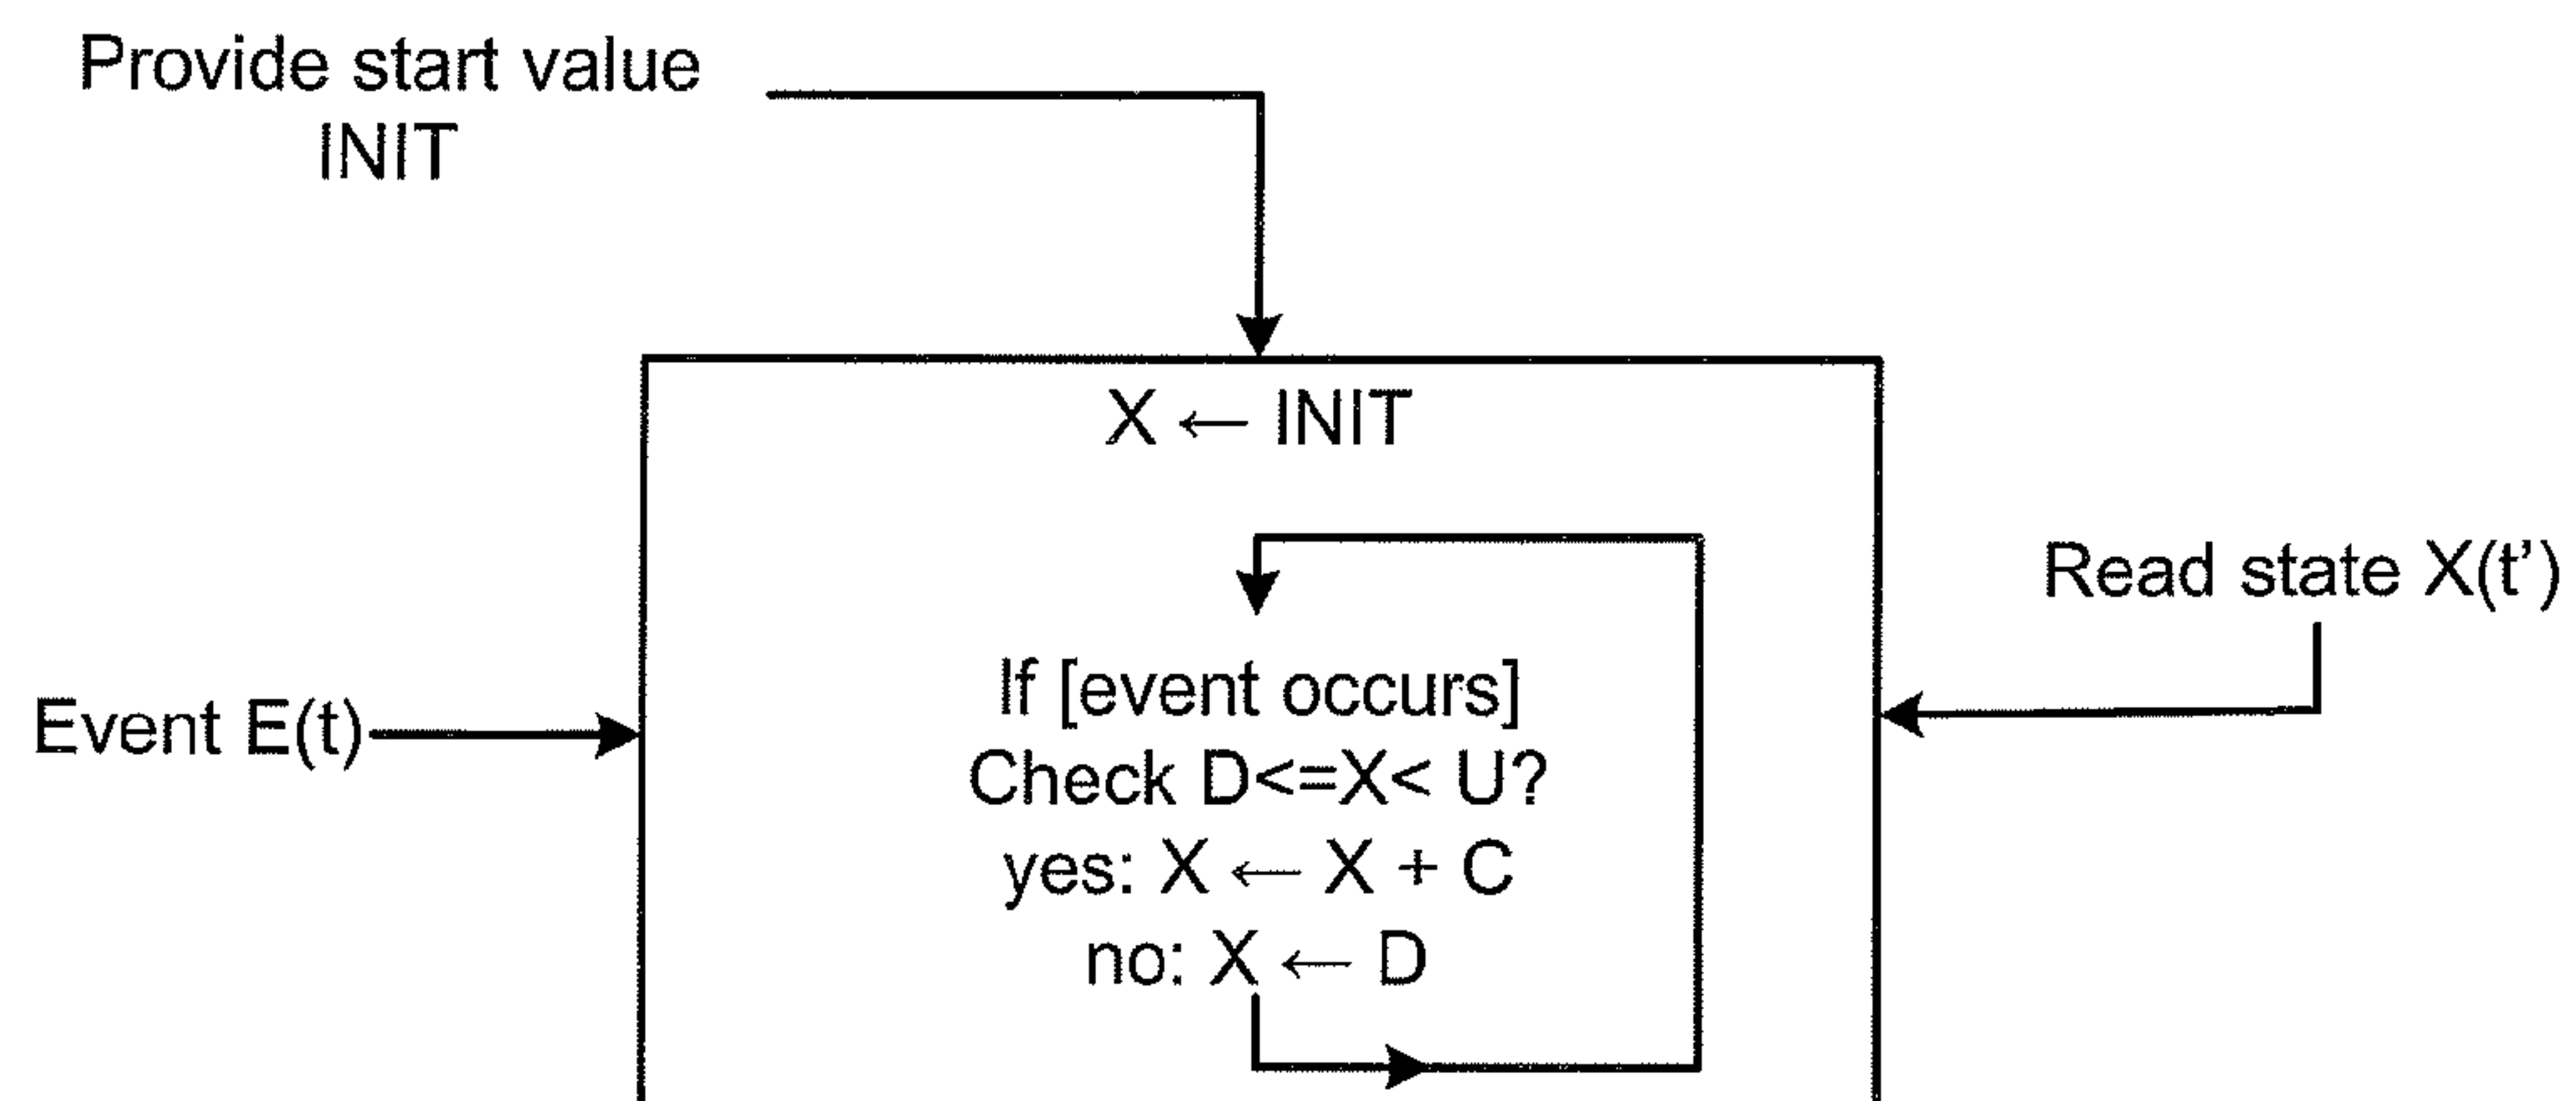 Provide start value
INIT
X ← INIT
Read state X(t’)
If [event occurs]
Event E(t)
Check D<=X< U?
yes: X ← X + C
no: X ← D